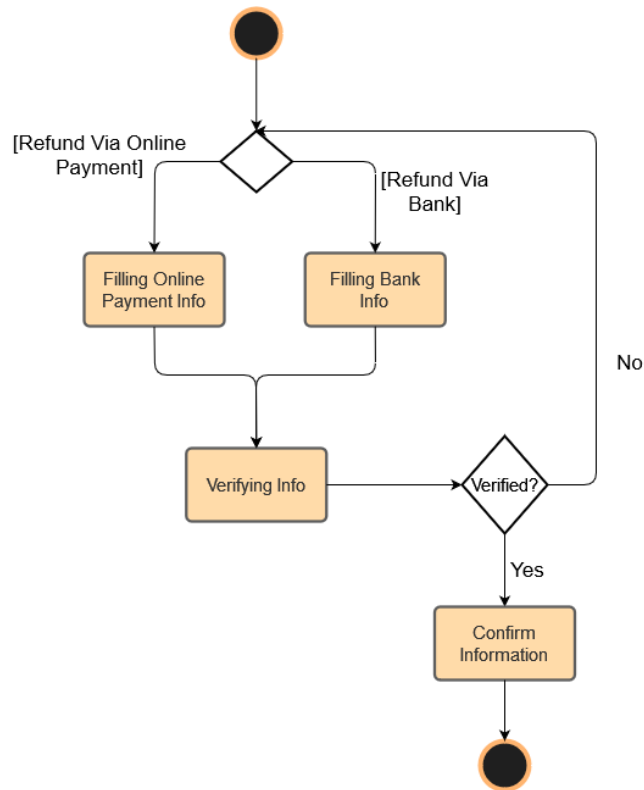 [Refund Via Online
Payment]
[Refund Via
Bank]
Filling Online
Payment Info
Filling Bank
Info
No
Verifying Info
Verified?
Yes
Confirm
Information